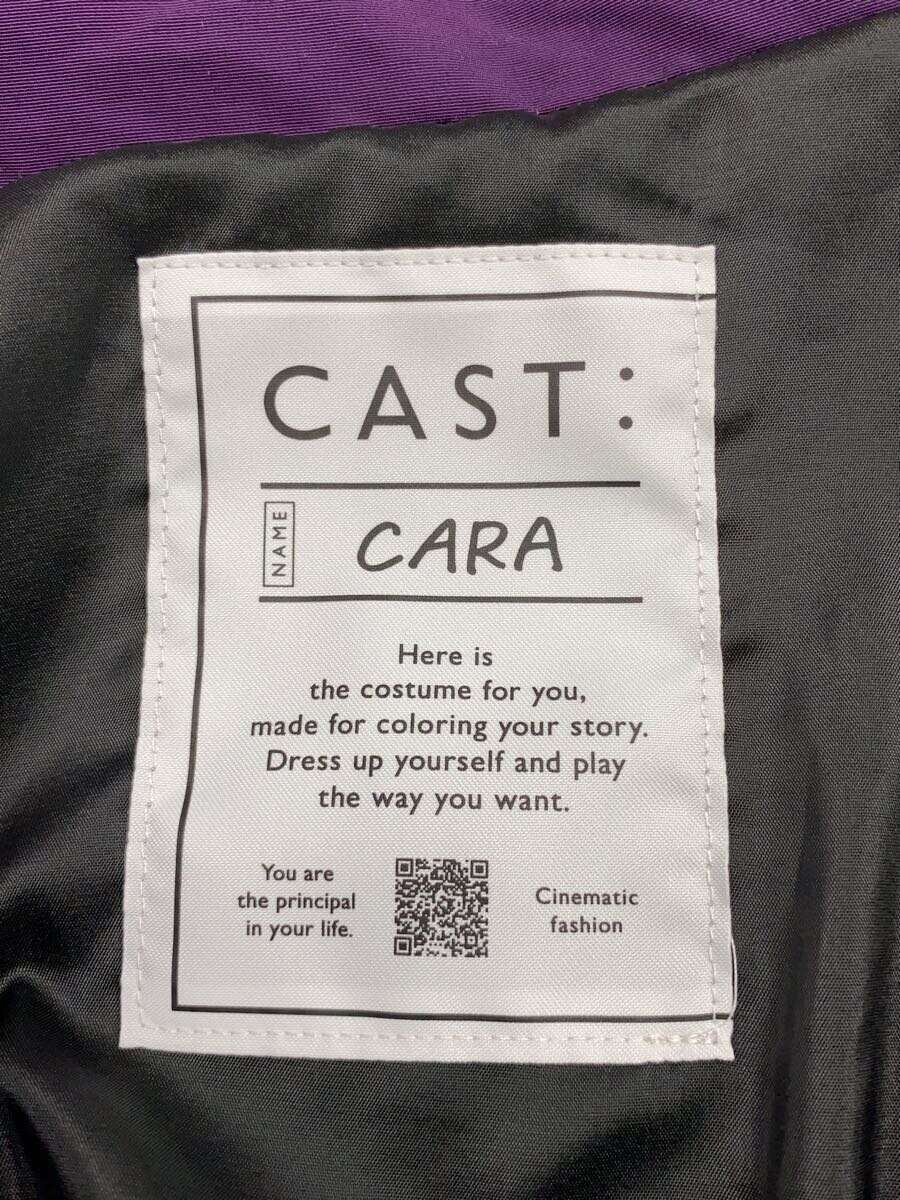 CAST:
NAME
CARA
Here is
the costume for you,
made for coloring your story.
Dress up yourself and play
the way you want.
You are
the principal
in your life.
Cinematic
fashion